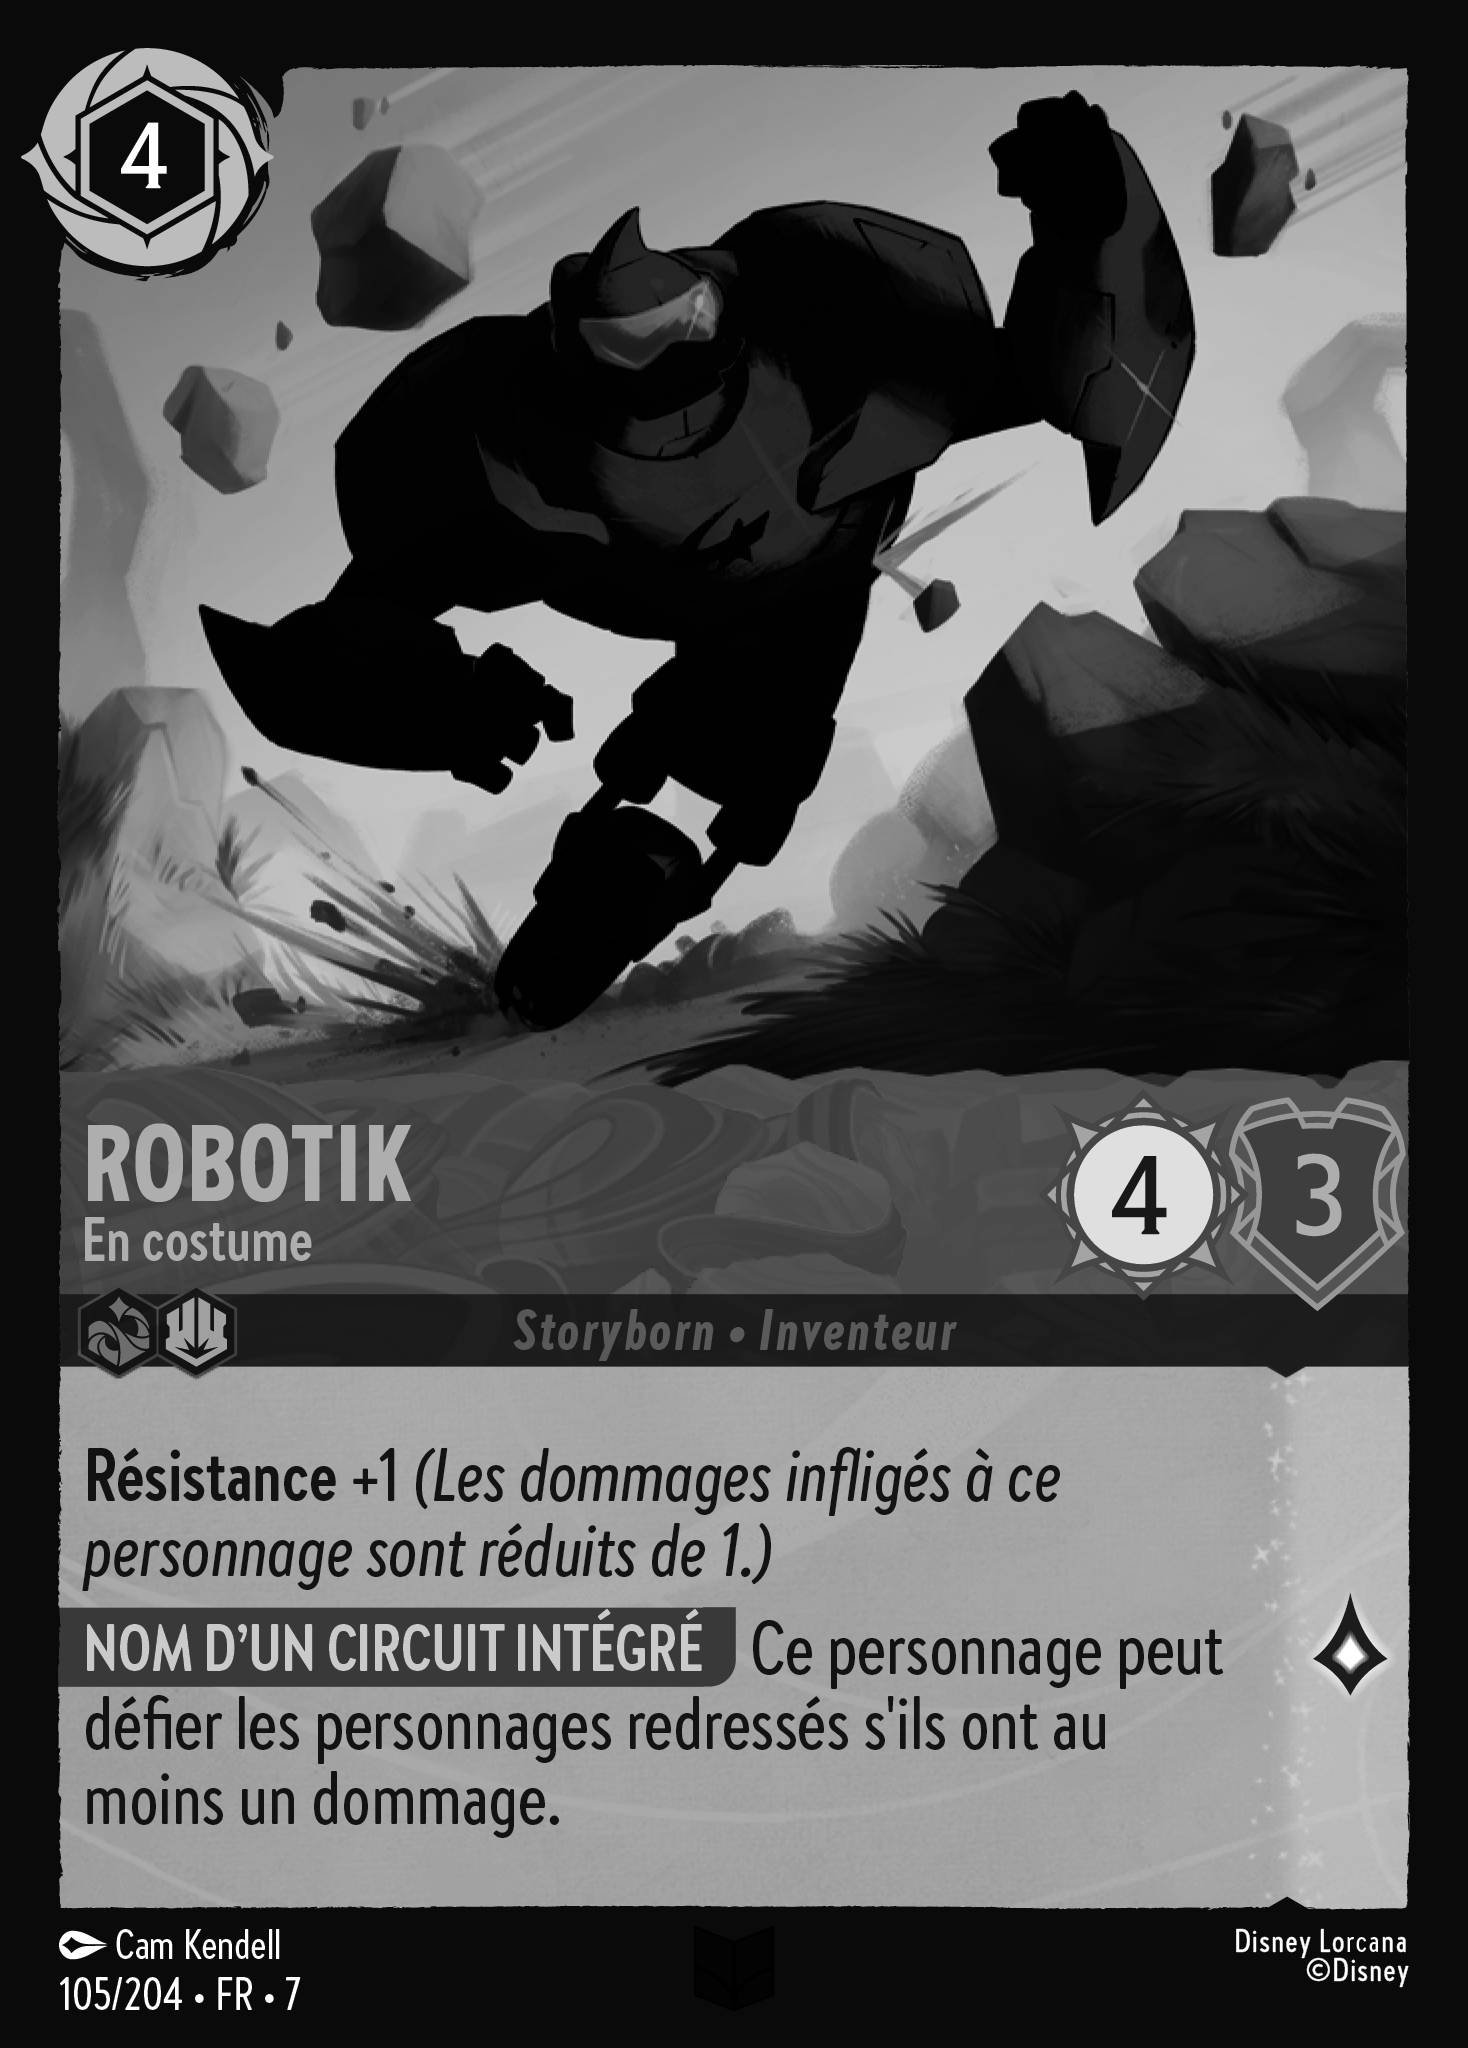 4
ROBOTIK
En costume
4
3
Storyborn • Inventeur
Résistance +1 (Les dommages infligés à ce
personnage sont réduits de 1.)
NOM D’UN CIRCUIT INTÉGRÉ Ce personnage peut
défier les personnages redressés s'ils ont au
moins un dommage.
Cam Kendell
105/204 • FR • 7
Disney Lorcana
©Disney